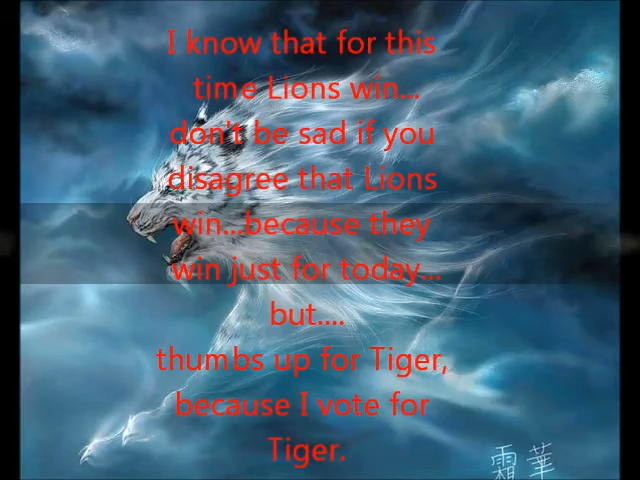 I know that for this
time Lions win...
don't be sad if you
disagree that Lions
win...because they
win just for today...
but....
thumbs up for Tiger,
because I vote for
Tiger.
霜華